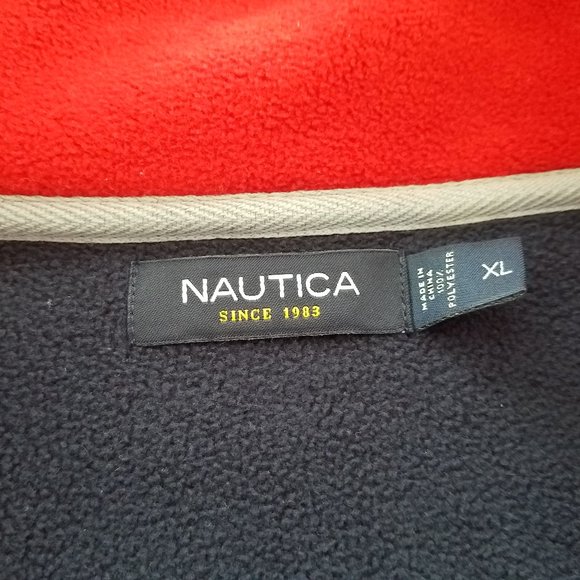 NAUTICA
SINCE 1983
XL
MADE IN
CHINA
100%
POLYESTER